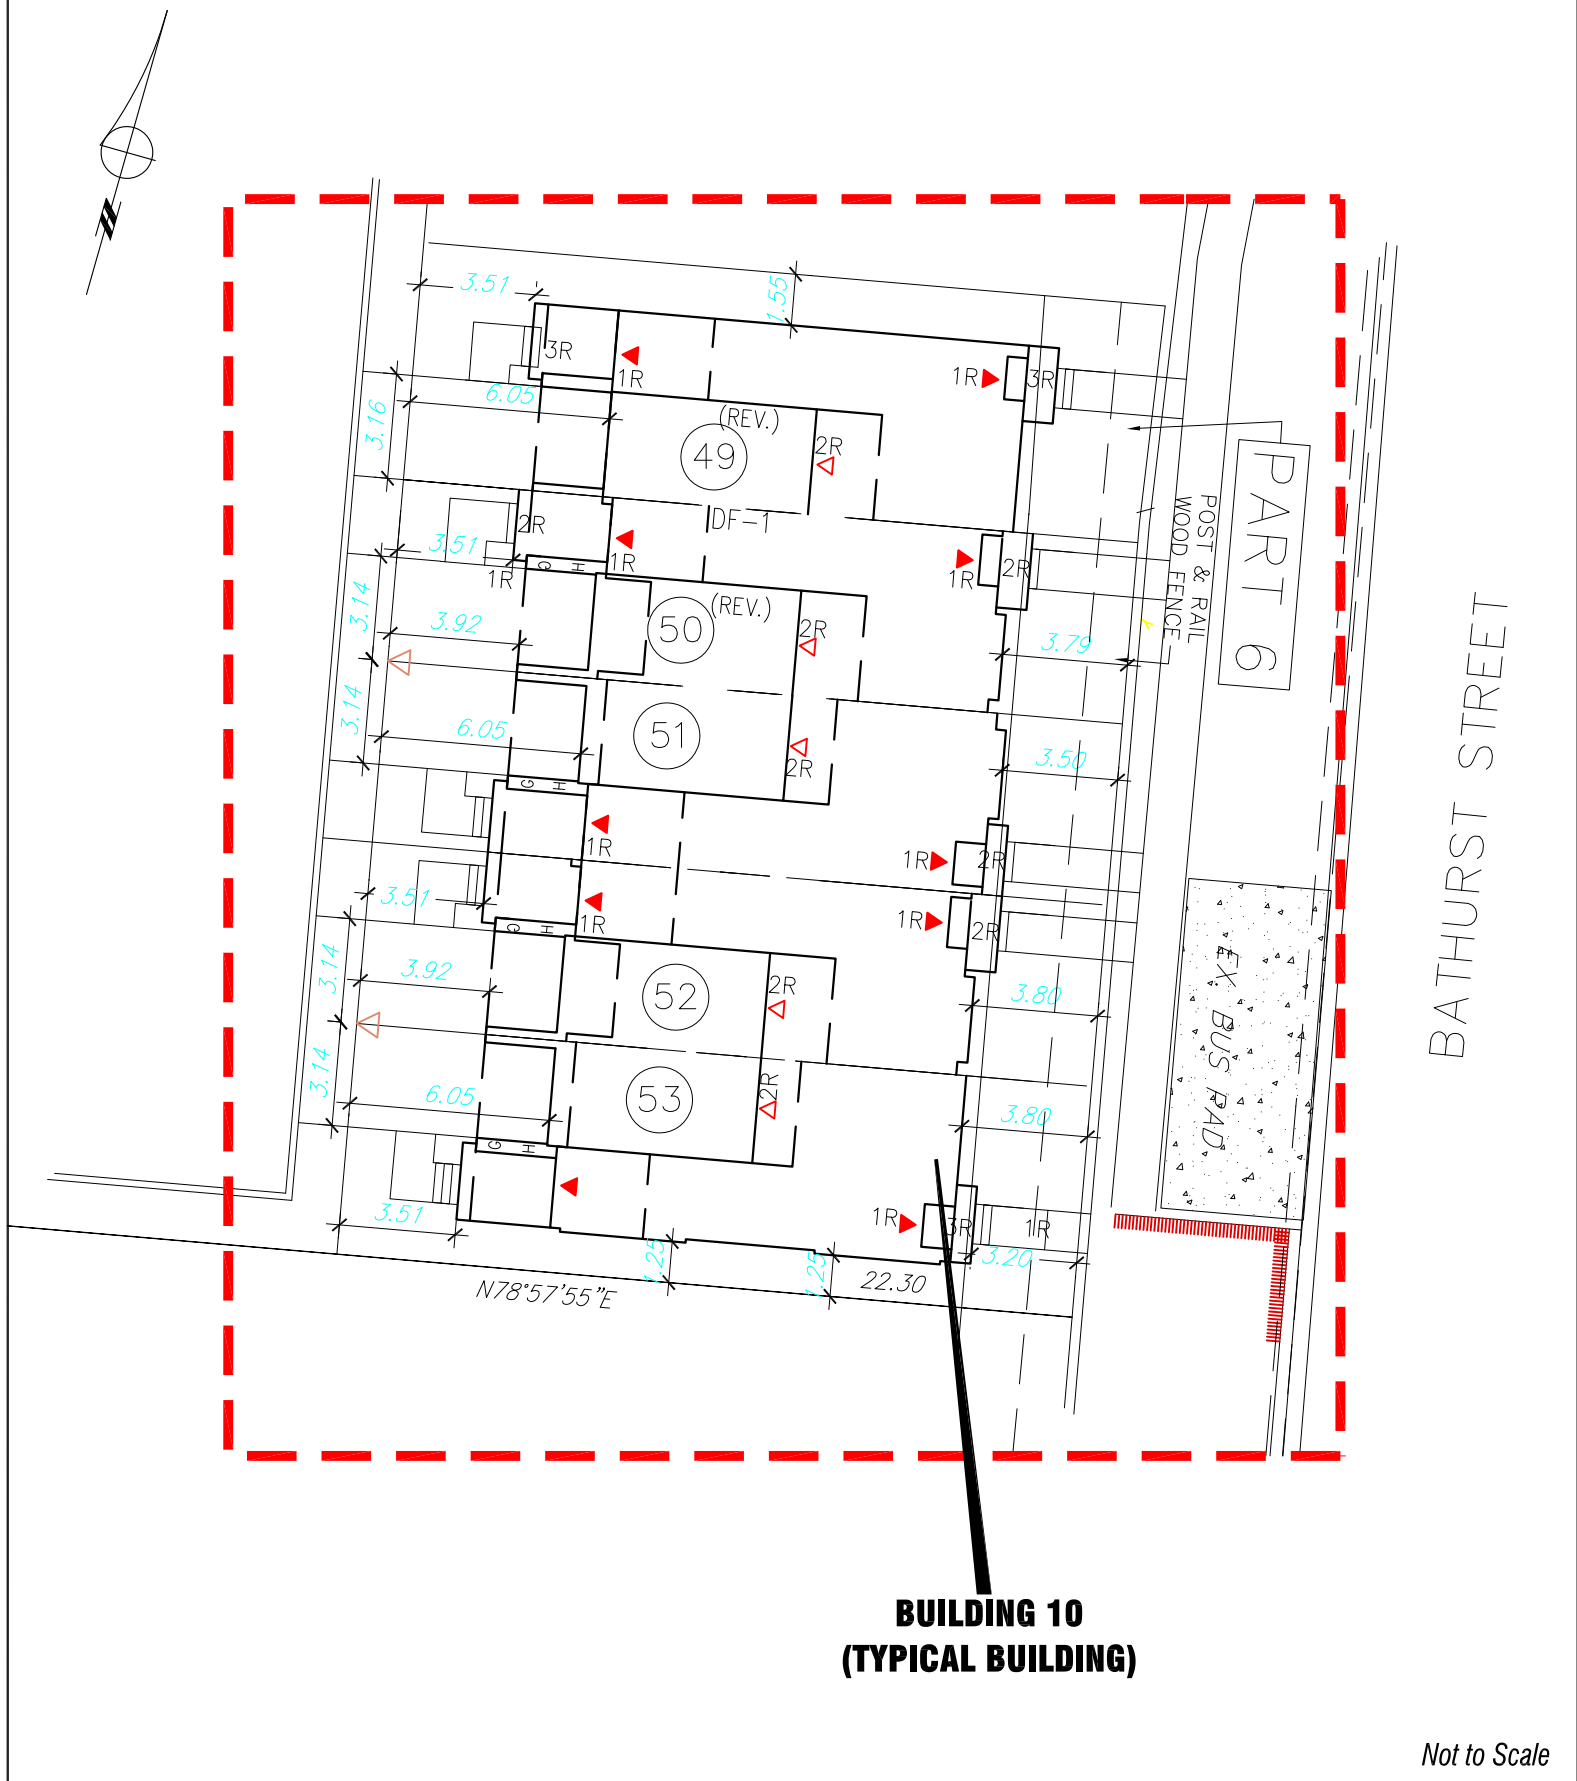 3.51
1.55
3R
1R
1R
3R
6.05
3.16
(REV.)
49
2R
PART 6
POST & RAIL
WOOD FENCE
2R
DF-1
3.51
1R
1R
G H
1R
2R
3.14
3.92
(REV.)
50
2R
3.79
BATHURST STREET
3.14
6.05
51
2R
3.50
G H
1R
1R
2R
3.51
1R
1R
2R
G H
3.14
3.92
52
2R
3.80
EX. BUS PAD
3.14
6.05
53
2R
3.80
G H
3.51
1R
3R
1R
3.20
1.25
1.25
22.30
N78°57'55"E
BUILDING 10
(TYPICAL BUILDING)
Not to Scale